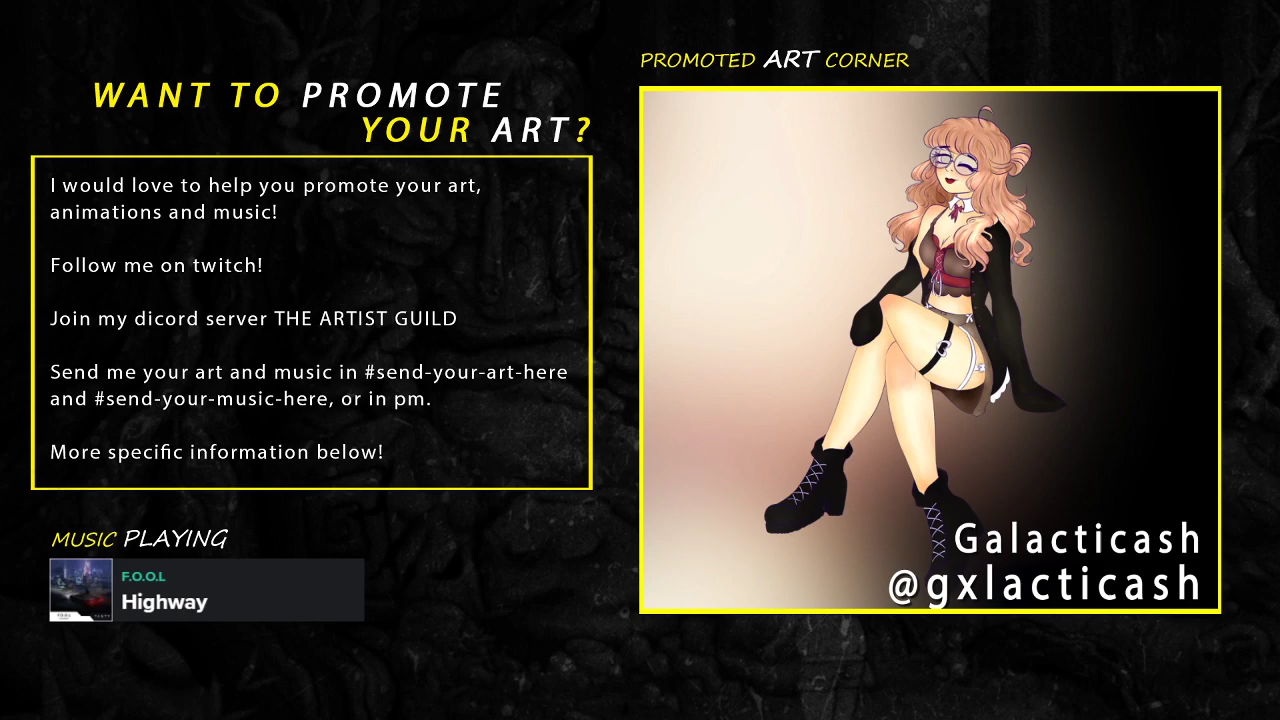 WANT TO PROMOTE
YOUR ART?
I would love to help you promote your art,
animations and music!
Follow me on twitch!
Join my dicord server THE ARTIST GUILD
Send me your art and music in #send-your-art-here
and #send-your-music-here, or in pm.
More specific information below!
MUSIC PLAYING
F.O.O.L
Highway
PROMOTED ART CORNER
Galacticash
@gxlacticash